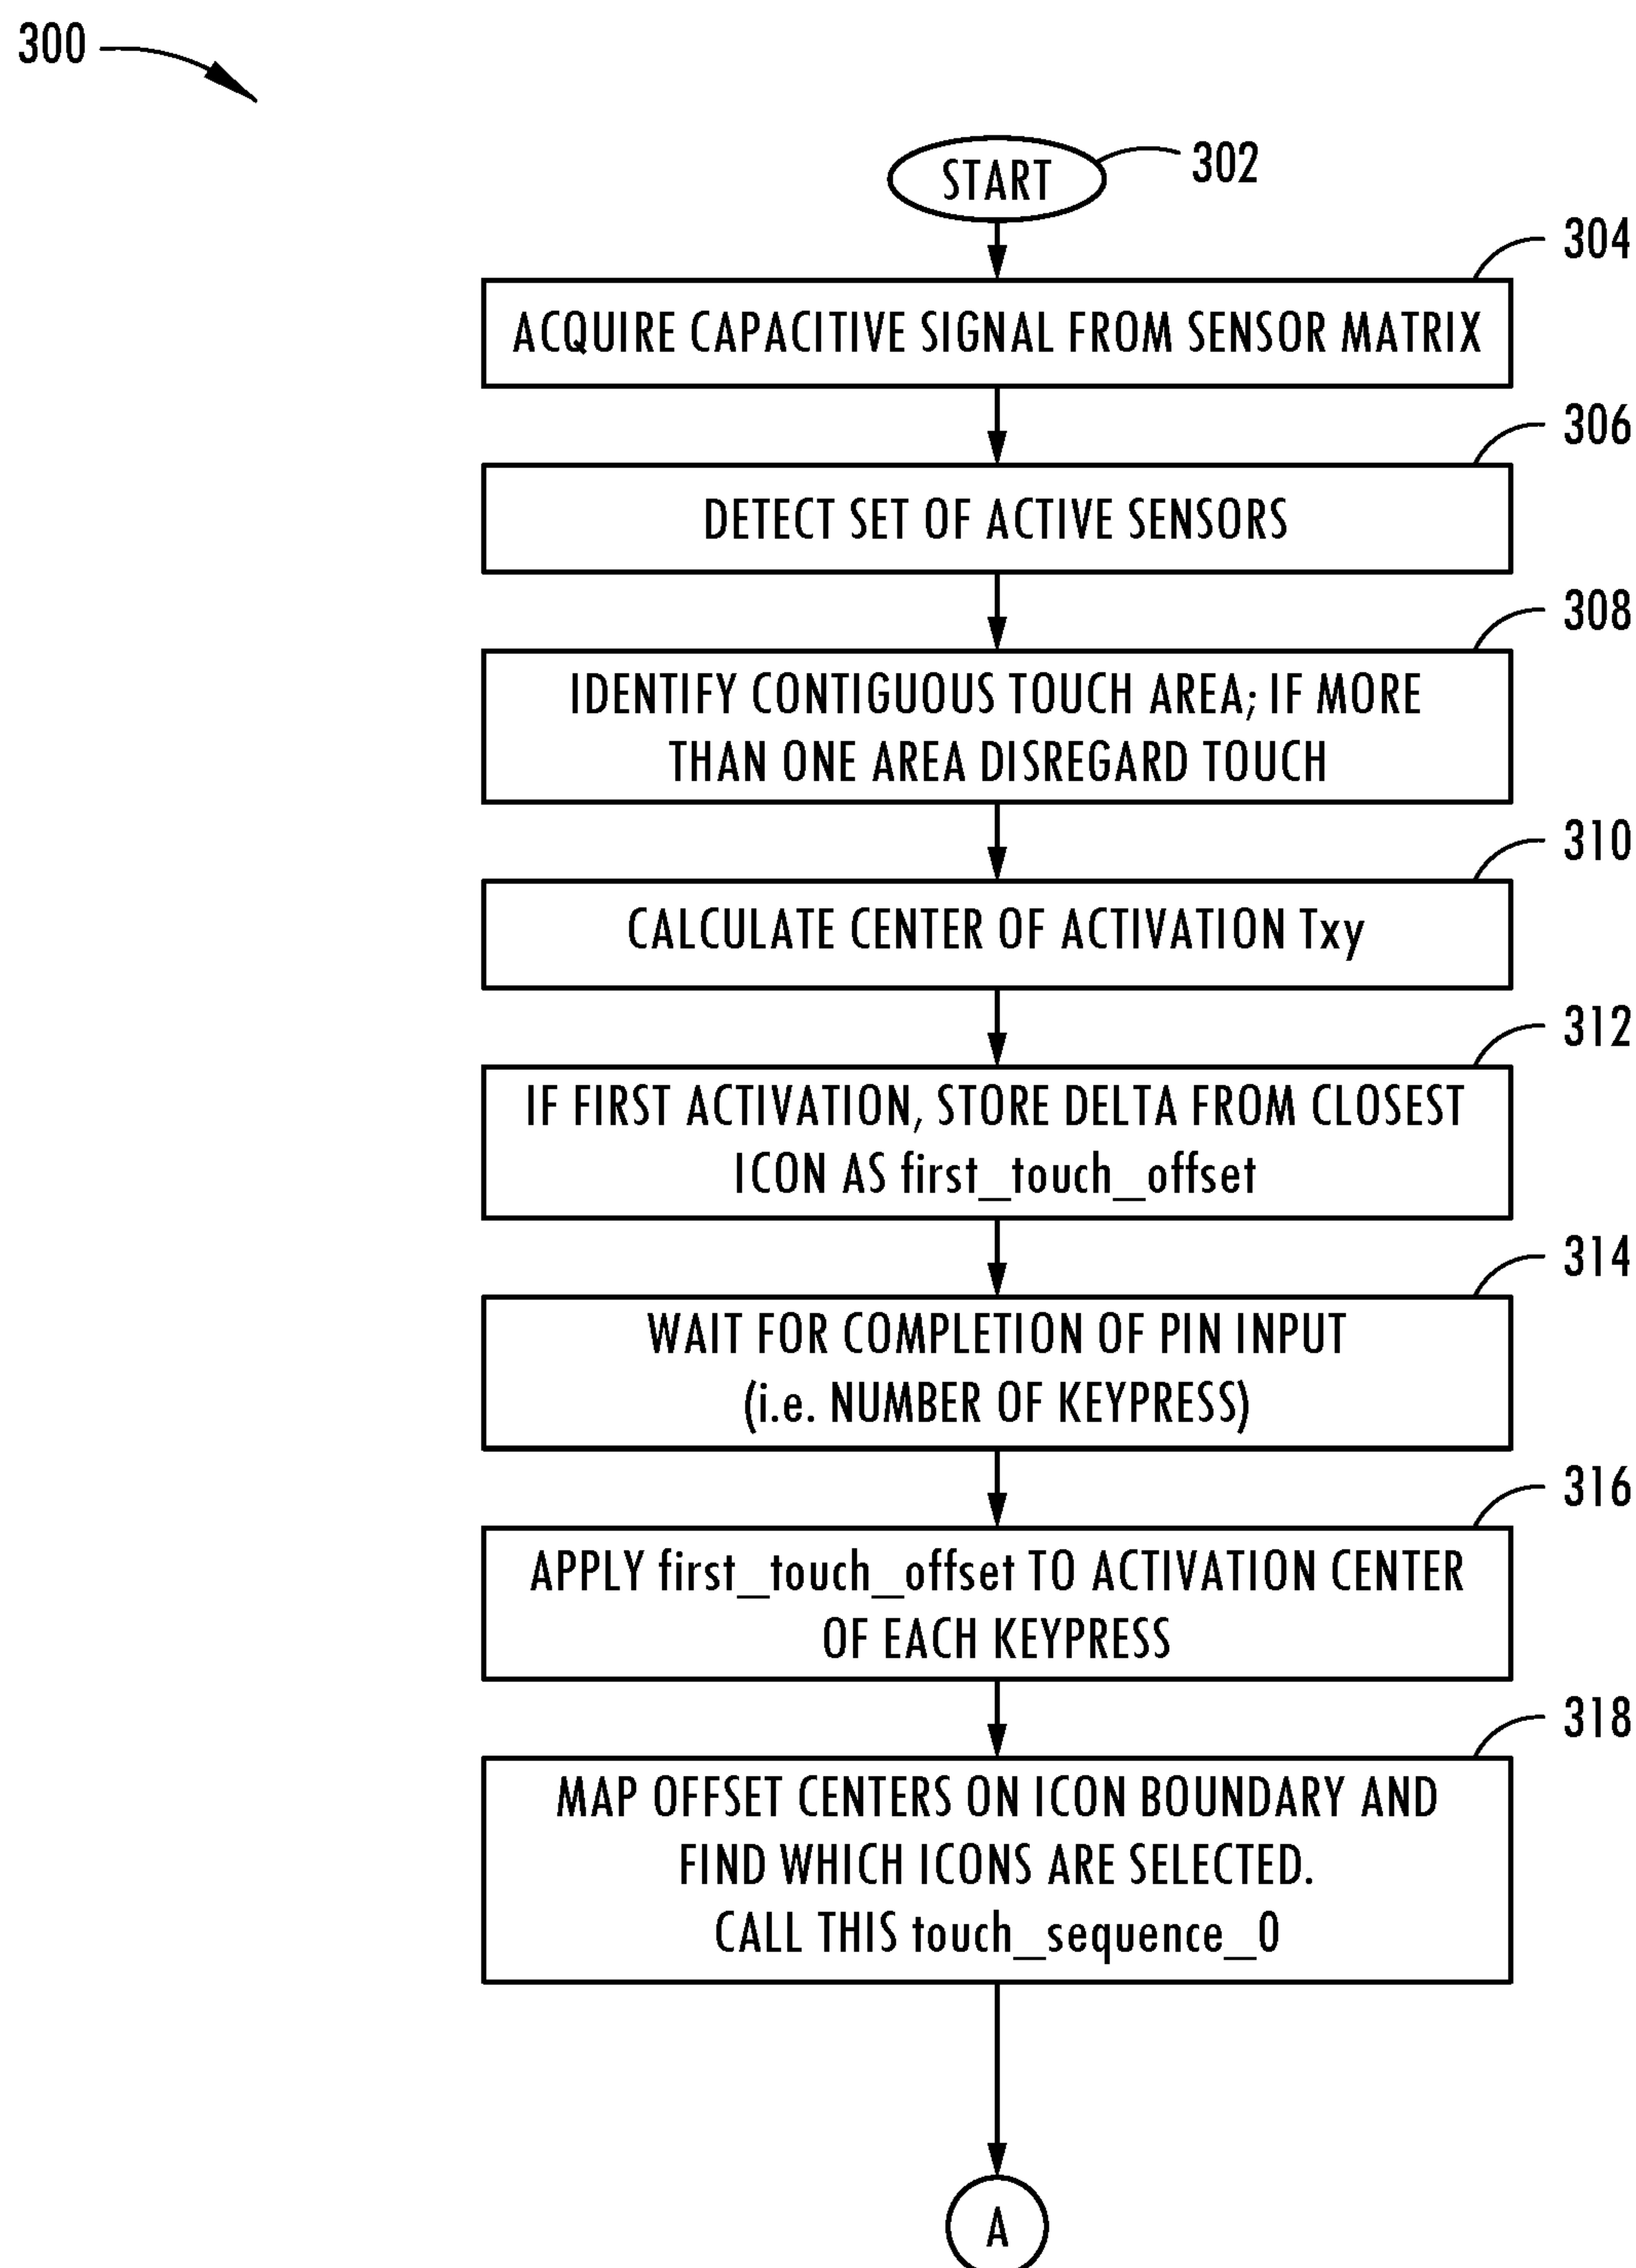 300
START
302
304
ACQUIRE CAPACITIVE SIGNAL FROM SENSOR MATRIX
306
DETECT SET OF ACTIVE SENSORS
308
IDENTIFY CONTIGUOUS TOUCH AREA; IF MORE
THAN ONE AREA DISREGARD TOUCH
310
CALCULATE CENTER OF ACTIVATION Txy
312
IF FIRST ACTIVATION, STORE DELTA FROM CLOSEST
ICON AS first_touch_offset
314
WAIT FOR COMPLETION OF PIN INPUT
(i.e. NUMBER OF KEYPRESS)
316
APPLY first_touch_offset TO ACTIVATION CENTER
OF EACH KEYPRESS
318
MAP OFFSET CENTERS ON ICON BOUNDARY AND
FIND WHICH ICONS ARE SELECTED.
CALL THIS touch_sequence_0
A